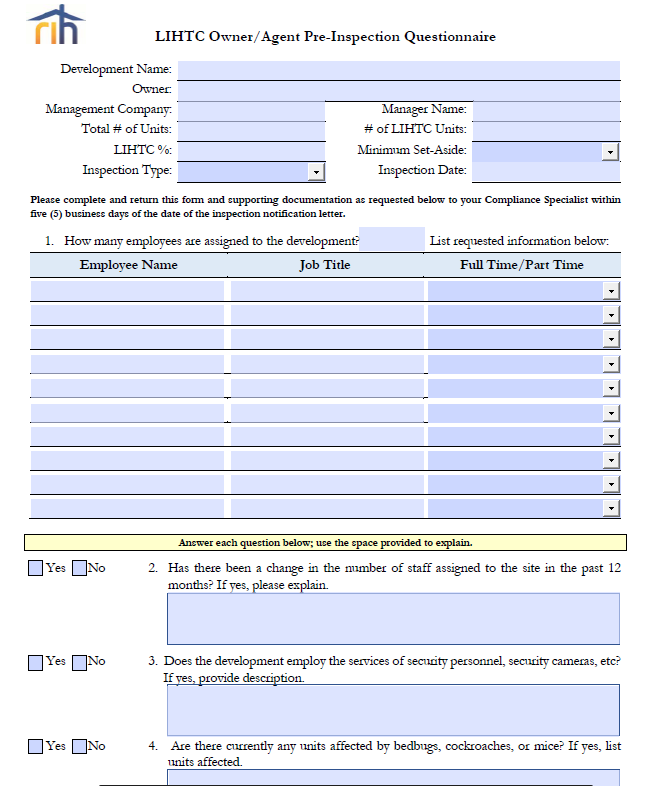 rih
LIHTC Owner/Agent Pre-Inspection Questionnaire
Development Name:
Owner:
Management Company:
Manager Name:
Total # of Units:
# of LIHTC Units:
LIHTC %:
Minimum Set-Aside:
Inspection Type:
Inspection Date:
Please complete and return this form and supporting documentation as requested below to your Compliance Specialist within
five (5) business days of the date of the inspection notification letter.
1. How many employees are assigned to the development? List requested information below:
Employee Name Job Title Full Time/Part Time
Answer each question below; use the space provided to explain.
Yes No 2. Has there been a change in the number of staff assigned to the site in the past 12
months? If yes, please explain.
Yes No 3. Does the development employ the services of security personnel, security cameras, etc?
If yes, provide description.
Yes No 4. Are there currently any units affected by bedbugs, cockroaches, or mice? If yes, list
units affected.